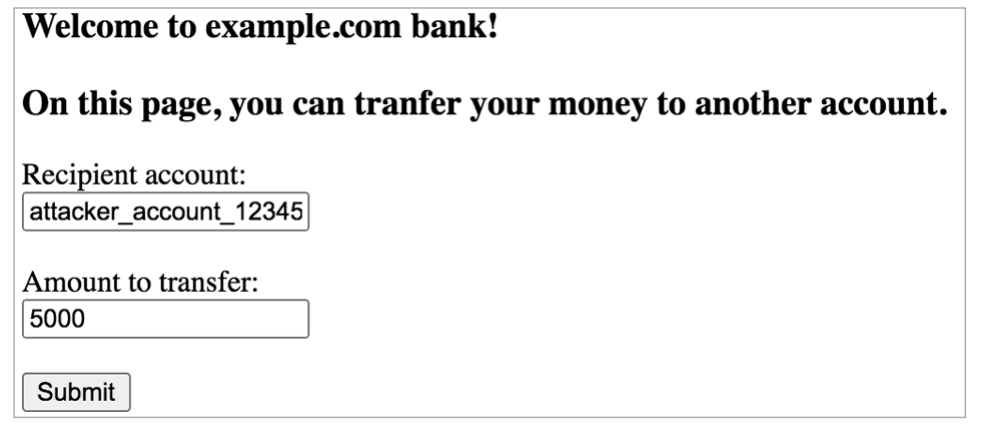 Welcome to example.com bank!
On this page, you can tranfer your money to another account.
Recipient account:
attacker_account_12345
Amount to transfer:
5000
Submit